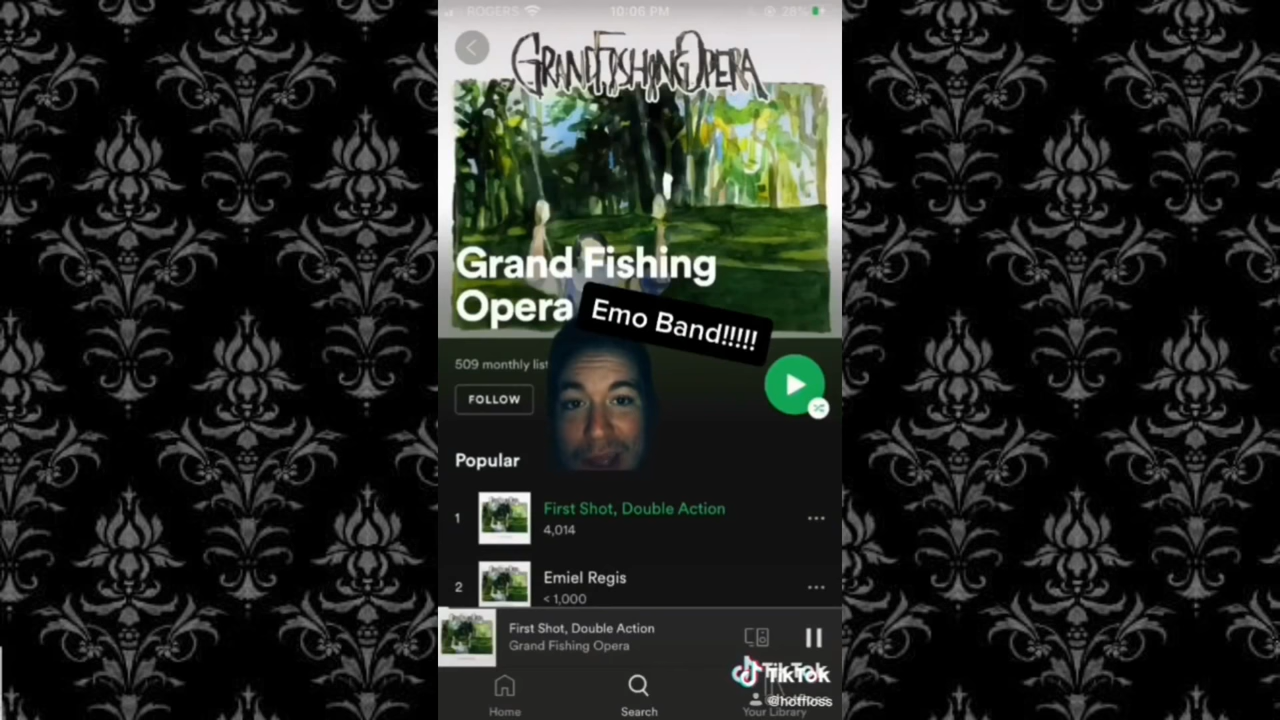 ROGERS
10:06 PM
28%
GRANDFISHINGOPERA
Grand Fishing
Opera
Emo Band!!!!!
509 monthly list
FOLLOW
Popular
1
First Shot, Double Action
4,014
2
Emiel Regis
< 1,000
First Shot, Double Action
Grand Fishing Opera
TikTok
@hotfloss
Home
Search
Your Library